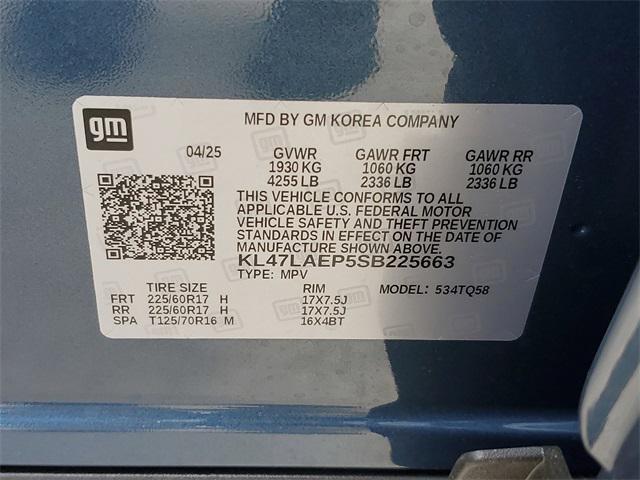 gm
MFD BY GM KOREA COMPANY
04/25 GVWR GAWR FRT GAWR RR
1930 KG 1060 KG 1060 KG
4255 LB 2336 LB 2336 LB
THIS VEHICLE CONFORMS TO ALL
APPLICABLE U.S. FEDERAL MOTOR
VEHICLE SAFETY AND THEFT PREVENTION
STANDARDS IN EFFECT ON THE DATE OF
MANUFACTURE SHOWN ABOVE.
KL47LAEP5SB225663
TYPE: MPV
TIRE SIZE RIM MODEL: 534TQ58
FRT 225/60R17 H 17X7.5J
RR 225/60R17 H 17X7.5J
SPA T125/70R16 M 16X4BT